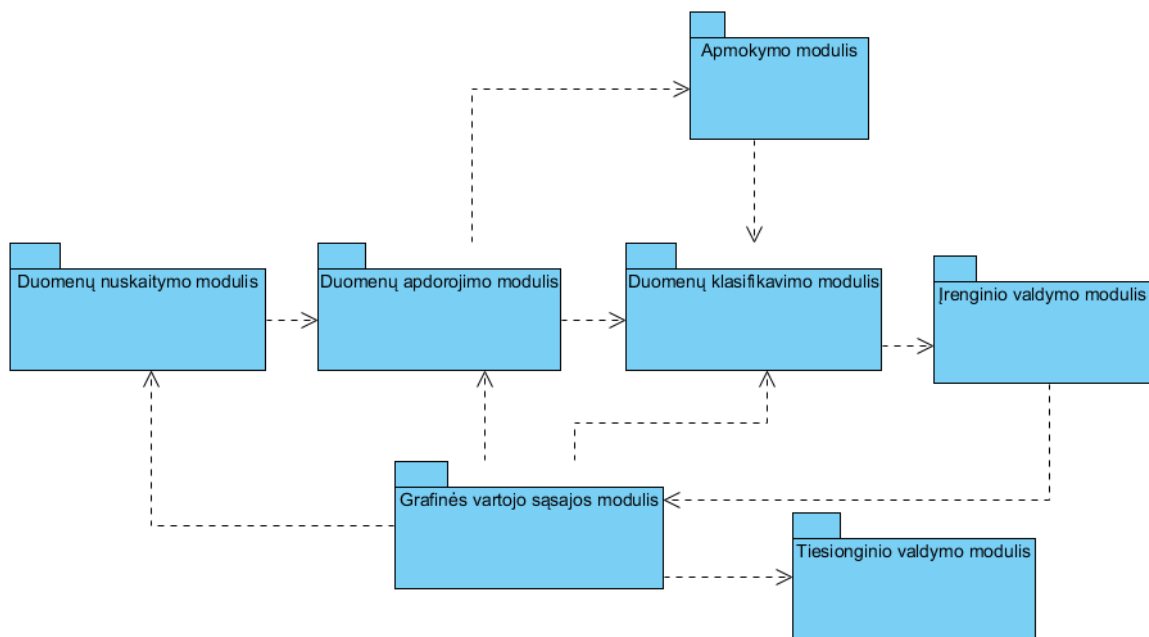 Apmokymo modulis
Duomenų nuskaitymo modulis
Duomenų apdorojimo modulis
Duomenų klasifikavimo modulis
Įrenginio valdymo modulis
Grafinės vartojo sąsajos modulis
Tiesionginio valdymo modulis